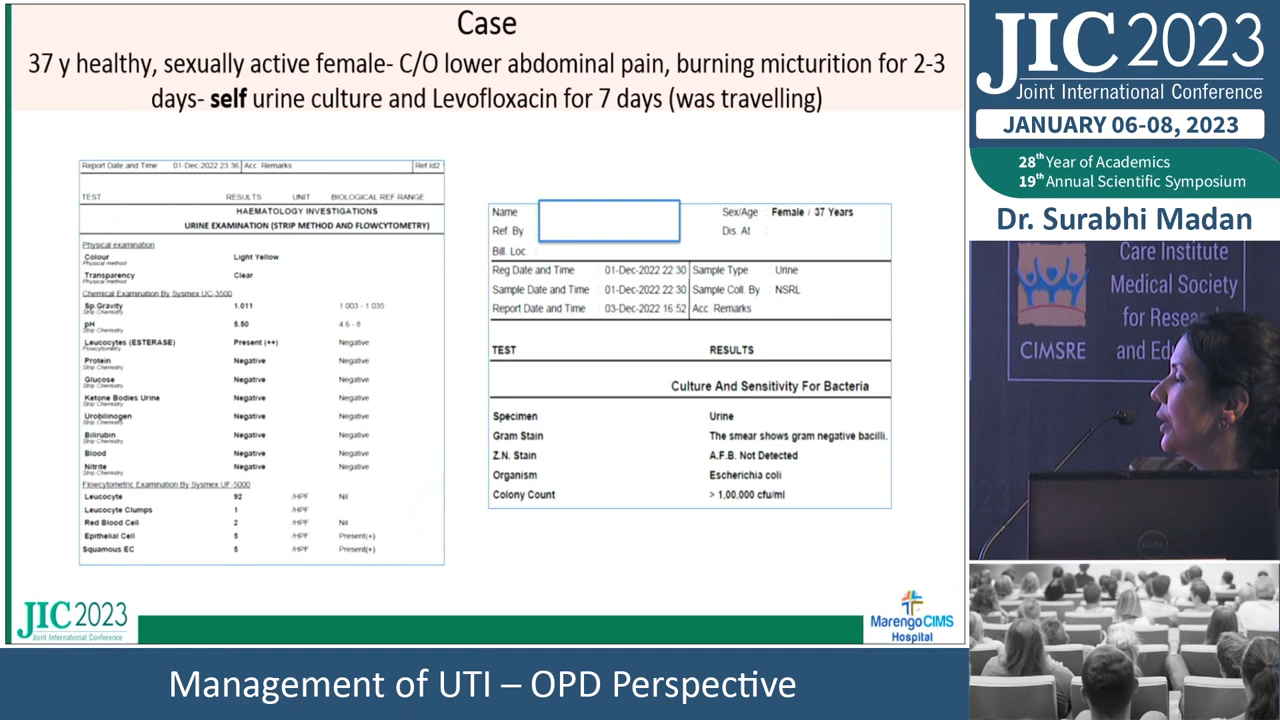 Case
37 y healthy, sexually active female- C/O lower abdominal pain, burning micturition for 2-3
days- self urine culture and Levofloxacin for 7 days (was travelling)
Report Date and Time 01-Dec-2022 23 36 Acc. Remarks Ref Id2
TEST RESULTS UNIT BIOLOGICAL REF RANGE
HAEMATOLOGY INVESTIGATIONS
URINE EXAMINATION (STRIP METHOD AND FLOWCYTOMETRY)
Physical examination
Colour Light Yellow
Physical method
Transparency Clear
Physical method
Chemical Examination By Sysmex UC-3500
Sp.Gravity 1.011 1 003 - 1 035
Strip Chemistry
pH 5.50 4 6 - 8
Strip Chemistry
Leucocytes (ESTERASE) Present (++) Negative
Flowcytometry
Protein Negative Negative
Strip Chemistry
Glucose Negative Negative
Strip Chemistry
Ketone Bodies Urine Negative Negative
Strip Chemistry
Urobilinogen Negative Negative
Strip Chemistry
Bilirubin Negative Negative
Strip Chemistry
Blood Negative Negative
Nitrite Negative Negative
Strip Chemistry
Flowcytometric Examination By Sysmex UF-5000
Leucocyte 92 /HPF Nil
Leucocyte Clumps 1 /HPF
Red Blood Cell 2 /HPF Nil
Epithelial Cell 5 /HPF Present(+)
Squamous EC 5 /HPF Present(+)
Name Sex/Age : Female / 37 Years
Ref. By Dis. At :
Bill. Loc. :
Reg Date and Time : 01-Dec-2022 22 30 Sample Type : Urine
Sample Date and Time : 01-Dec-2022 22:30 Sample Coll. By : NSRL
Report Date and Time : 03-Dec-2022 16 52 Acc. Remarks
TEST RESULTS
Culture And Sensitivity For Bacteria
Specimen Urine
Gram Stain The smear shows gram negative bacilli.
Z.N. Stain A.F.B. Not Detected
Organism Escherichia coli
Colony Count > 1,00,000 cfu/ml
JIC 2023
Joint International Conference
Marengo CIMS
Hospital
Management of UTI – OPD Perspective
JIC 2023
Joint International Conference
JANUARY 06-08, 2023
28th Year of Academics
19th Annual Scientific Symposium
Dr. Surabhi Madan
CIMSRE
Care Institute
Medical Society
for Resea
and Ed
DELL